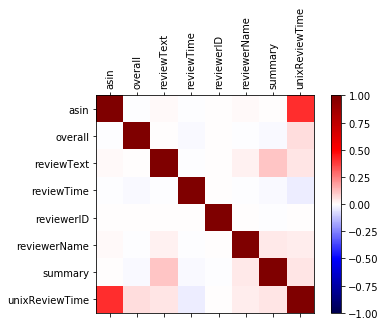 asin
overall
reviewText
reviewTime
reviewerID
reviewerName
summary
unixReviewTime
asin
overall
reviewText
reviewTime
reviewerID
reviewerName
summary
unixReviewTime
1.00
0.75
0.50
0.25
0.00
−0.25
−0.50
−0.75
−1.00